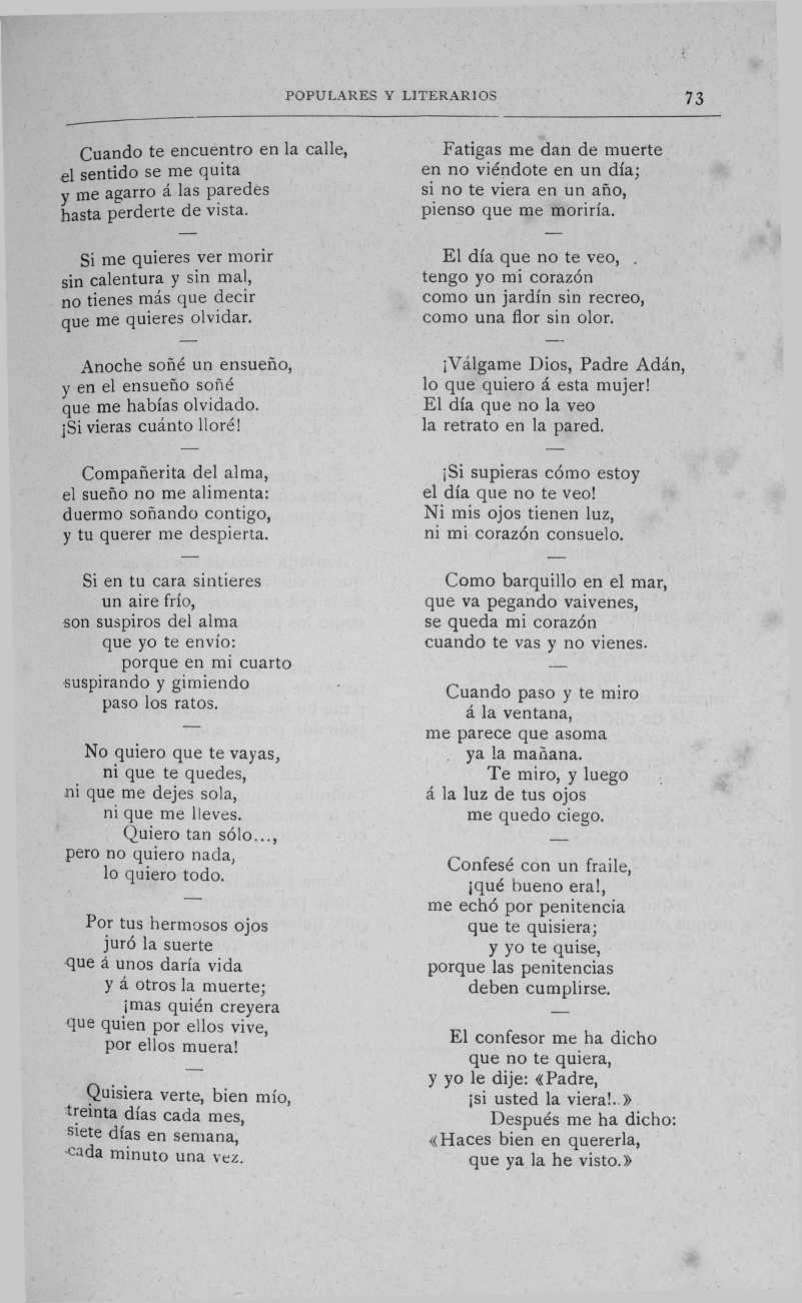 POPULARES Y LITERARIOS 73
Cuando te encuentro en la calle,
el sentido se me quita
y me agarro á las paredes
hasta perderte de vista.
—
Si me quieres ver morir
sin calentura y sin mal,
no tienes más que decir
que me quieres olvidar.
—
Anoche soñé un ensueño,
y en el ensueño soñé
que me habías olvidado.
¡Si vieras cuánto lloré!
—
Compañerita del alma,
el sueño no me alimenta:
duermo soñando contigo,
y tu querer me despierta.
—
Si en tu cara sintieres
un aire frío,
son suspiros del alma
que yo te envío:
porque en mi cuarto
suspirando y gimiendo
paso los ratos.
—
No quiero que te vayas,
ni que te quedes,
ni que me dejes sola,
ni que me lleves.
Quiero tan sólo...,
pero no quiero nada,
lo quiero todo.
—
Por tus hermosos ojos
juró la suerte
que á unos daría vida
y á otros la muerte;
¡mas quién creyera
que quien por ellos vive,
por ellos muera!
—
Quisiera verte, bien mío,
treinta días cada mes,
siete días en semana,
cada minuto una vez.
Fatigas me dan de muerte
en no viéndote en un día;
si no te viera en un año,
pienso que me moriría.
—
El día que no te veo,
tengo yo mi corazón
como un jardín sin recreo,
como una flor sin olor.
—
¡Válgame Dios, Padre Adán,
lo que quiero á esta mujer!
El día que no la veo
la retrato en la pared.
—
¡Si supieras cómo estoy
el día que no te veo!
Ni mis ojos tienen luz,
ni mi corazón consuelo.
—
Como barquillo en el mar,
que va pegando vaivenes,
se queda mi corazón
cuando te vas y no vienes.
—
Cuando paso y te miro
á la ventana,
me parece que asoma
ya la mañana.
Te miro, y luego
á la luz de tus ojos
me quedo ciego.
—
Confesé con un fraile,
¡qué bueno era!,
me echó por penitencia
que te quisiera;
y yo te quise,
porque las penitencias
deben cumplirse.
—
El confesor me ha dicho
que no te quiera,
y yo le dije: «Padre,
¡si usted la viera!..»
Después me ha dicho:
«Haces bien en quererla,
que ya la he visto.»